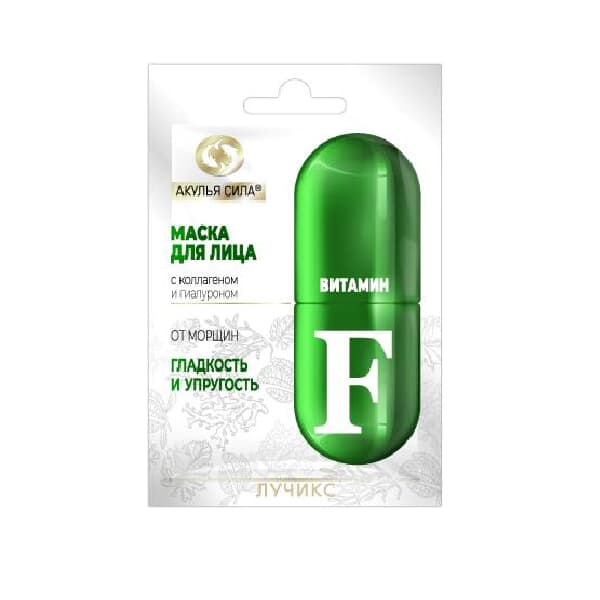 АКУЛЬЯ СИЛА®
МАСКА
ДЛЯ ЛИЦА
с коллагеном
и гиалуроном
ОТ МОРЩИН
ГЛАДКОСТЬ
И УПРУГОСТЬ
ВИТАМИН
F
ЛУЧИКС